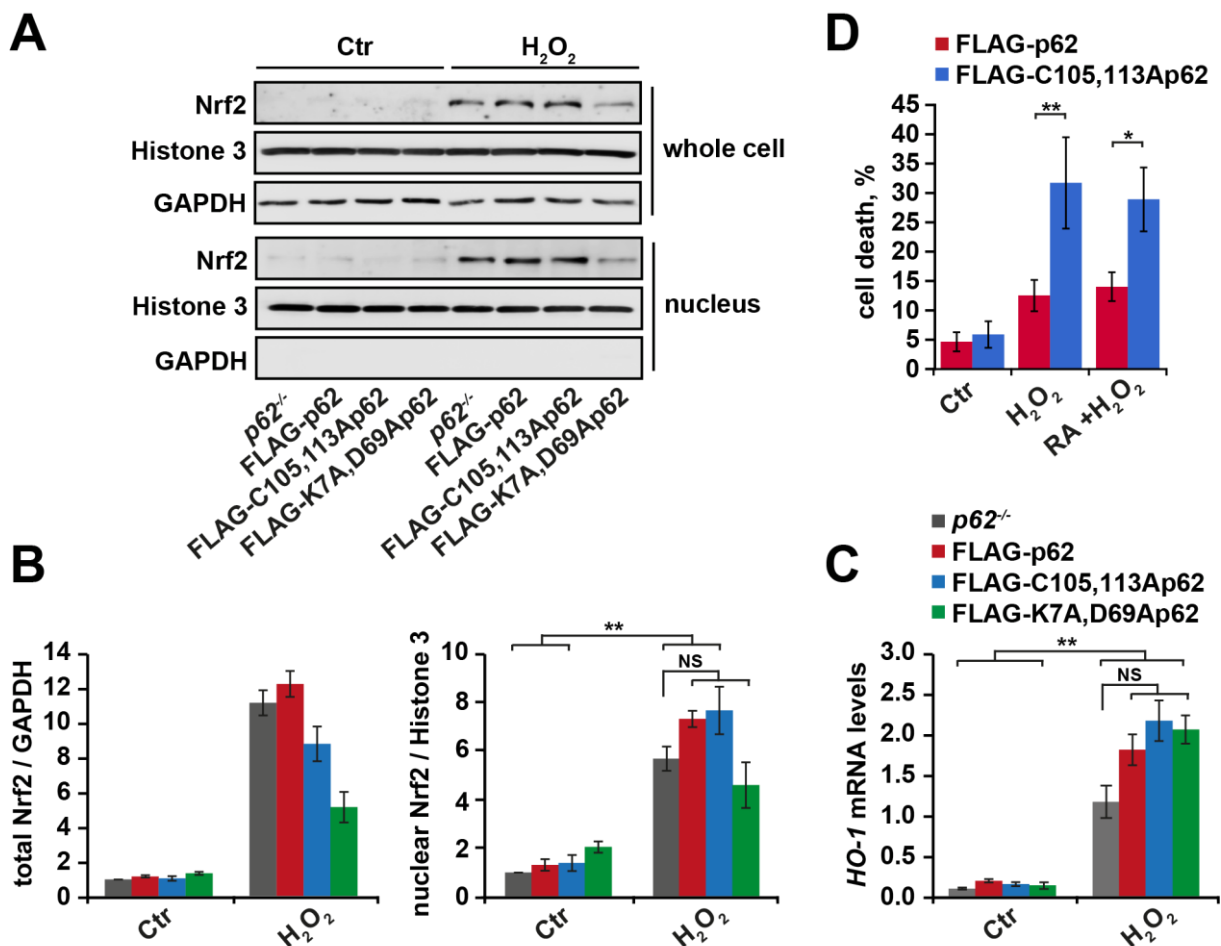 A
Ctr
H₂O₂
Nrf2
Histone 3
GAPDH
whole cell
Nrf2
Histone 3
GAPDH
nucleus
p62-/-
FLAG-p62
FLAG-C105,113Ap62
FLAG-K7A,D69Ap62
p62-/-
FLAG-p62
FLAG-C105,113Ap62
FLAG-K7A,D69Ap62
D
FLAG-p62
FLAG-C105,113Ap62
cell death, %
45
40
35
30
25
20
15
10
5
0
**
*
Ctr
H₂O₂
RA +H₂O₂
B
total Nrf2 / GAPDH
14
12
10
8
6
4
2
0
Ctr
H₂O₂
nuclear Nrf2 / Histone 3
10
8
6
4
2
0
**
NS
Ctr
H₂O₂
C
p62-/-
FLAG-p62
FLAG-C105,113Ap62
FLAG-K7A,D69Ap62
HO-1 mRNA levels
3.0
2.5
2.0
1.5
1.0
0.5
0.0
**
NS
Ctr
H₂O₂